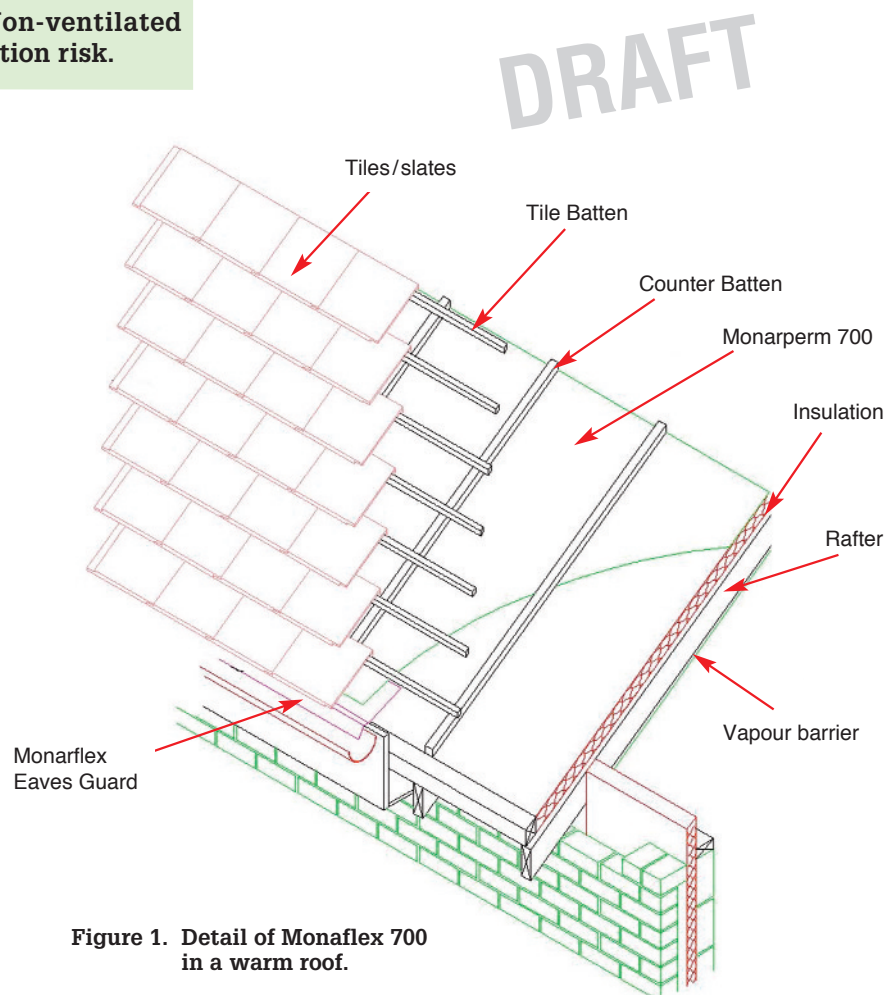 on-ventilated
tion risk.
DRAFT
Tiles/slates
Tile Batten
Counter Batten
Monarperm 700
Insulation
Rafter
Vapour barrier
Monarflex
Eaves Guard
Figure 1. Detail of Monaflex 700
in a warm roof.